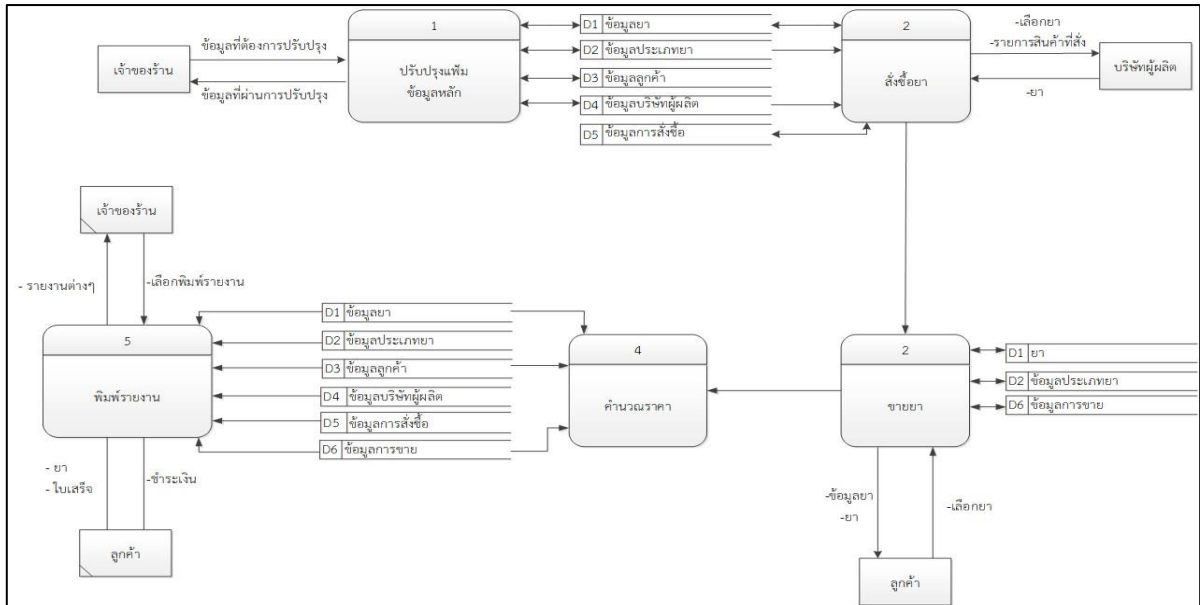 1
ปรับปรุงแฟ้ม
ข้อมูลหลัก
เจ้าของร้าน
ข้อมูลที่ต้องการปรับปรุง
ข้อมูลที่ผ่านการปรับปรุง
D1 ข้อมูลยา
D2 ข้อมูลประเภทยา
D3 ข้อมูลลูกค้า
D4 ข้อมูลบริษัทผู้ผลิต
D5 ข้อมูลการสั่งซื้อ
2
สั่งซื้อยา
-เลือกยา
-รายการสินค้าที่สั่ง
-ยา
บริษัทผู้ผลิต
เจ้าของร้าน
- รายงานต่างๆ
-เลือกพิมพ์รายงาน
5
พิมพ์รายงาน
D1 ข้อมูลยา
D2 ข้อมูลประเภทยา
D3 ข้อมูลลูกค้า
D4 ข้อมูลบริษัทผู้ผลิต
D5 ข้อมูลการสั่งซื้อ
D6 ข้อมูลการขาย
4
คำนวณราคา
2
ขายยา
D1 ยา
D2 ข้อมูลประเภทยา
D6 ข้อมูลการขาย
- ยา
- ใบเสร็จ
-ชำระเงิน
ลูกค้า
-ข้อมูลยา
-ยา
-เลือกยา
ลูกค้า